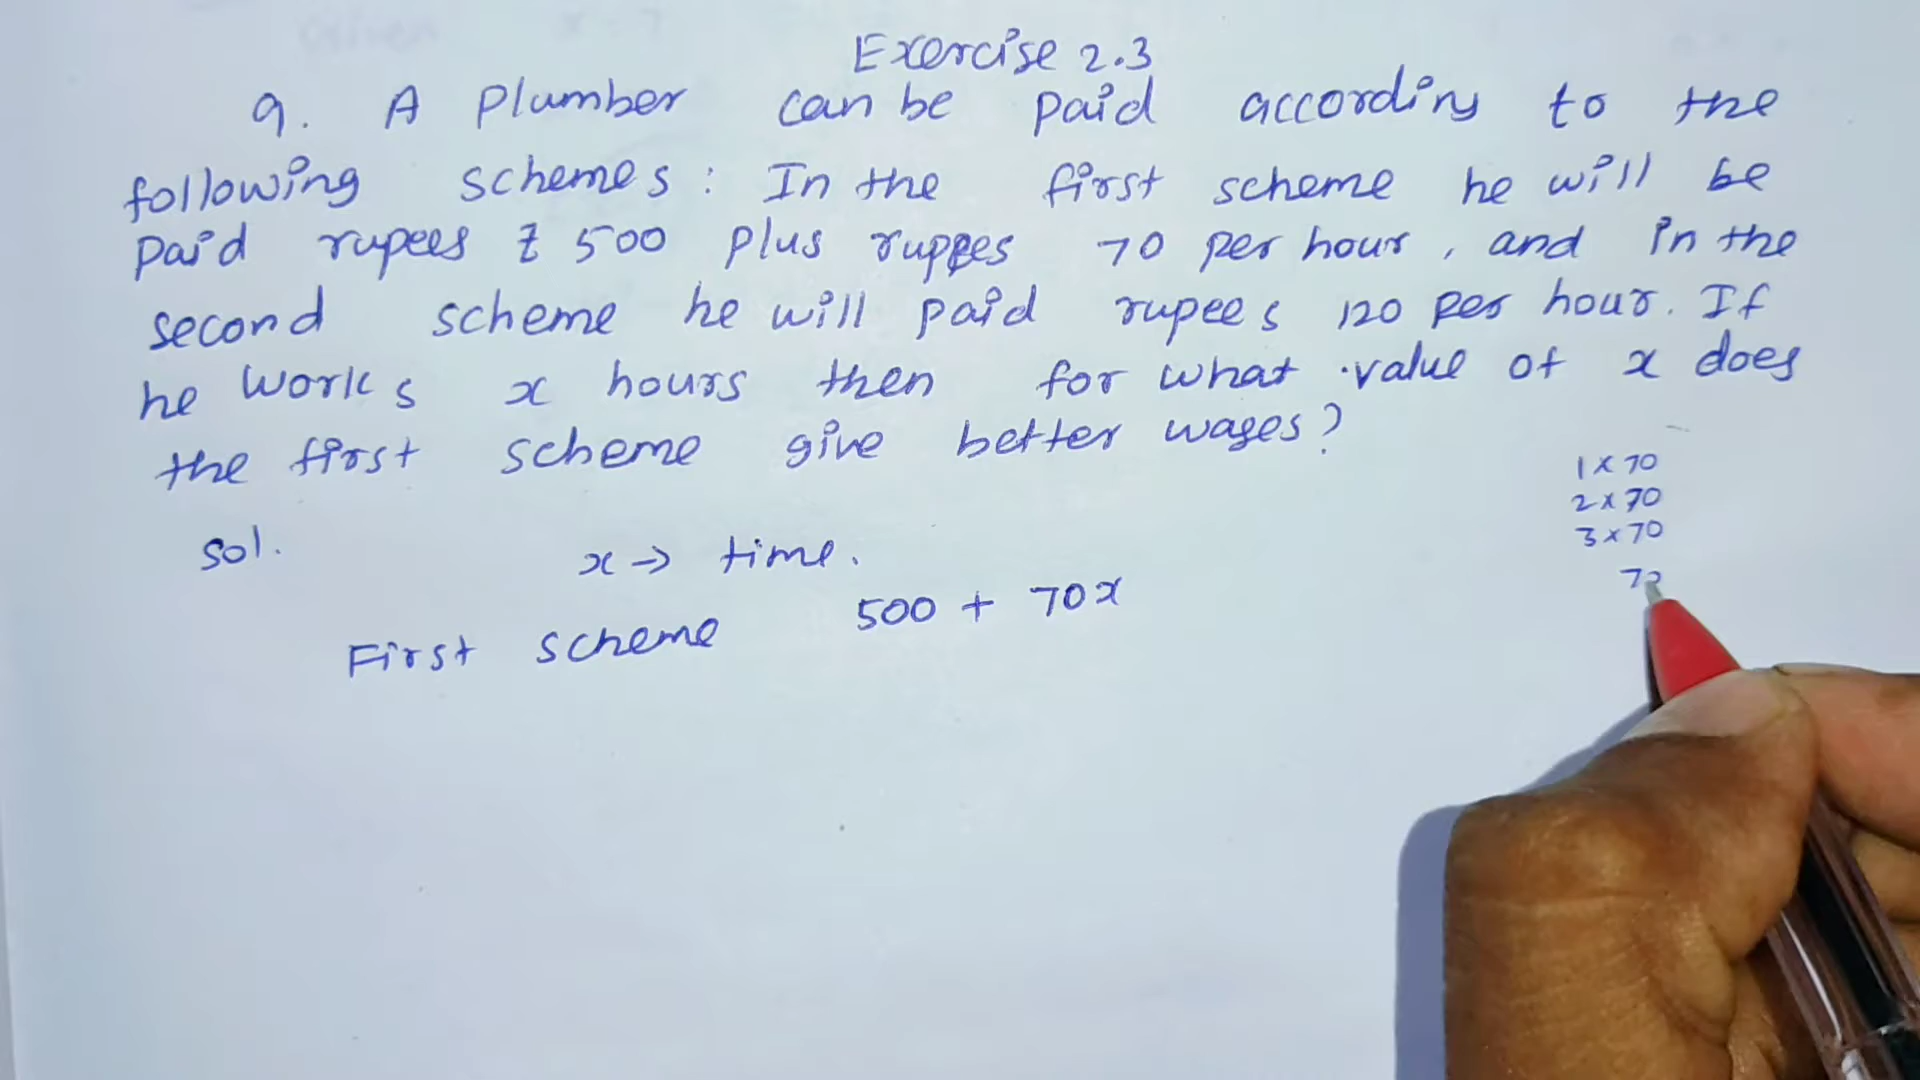 Exercise 2.3
9. A Plumber can be paid according to the
following schemes: In the first scheme he will be
Paid rupees ₹ 500 plus rupees 70 per hour, and in the
second scheme he will paid rupees 120 per hour. If
he works x hours then for what value of x does
the first scheme give better wages?
1 x 70
2 x 70
3 x 70
Sol. x → time.
First scheme 500 + 70x